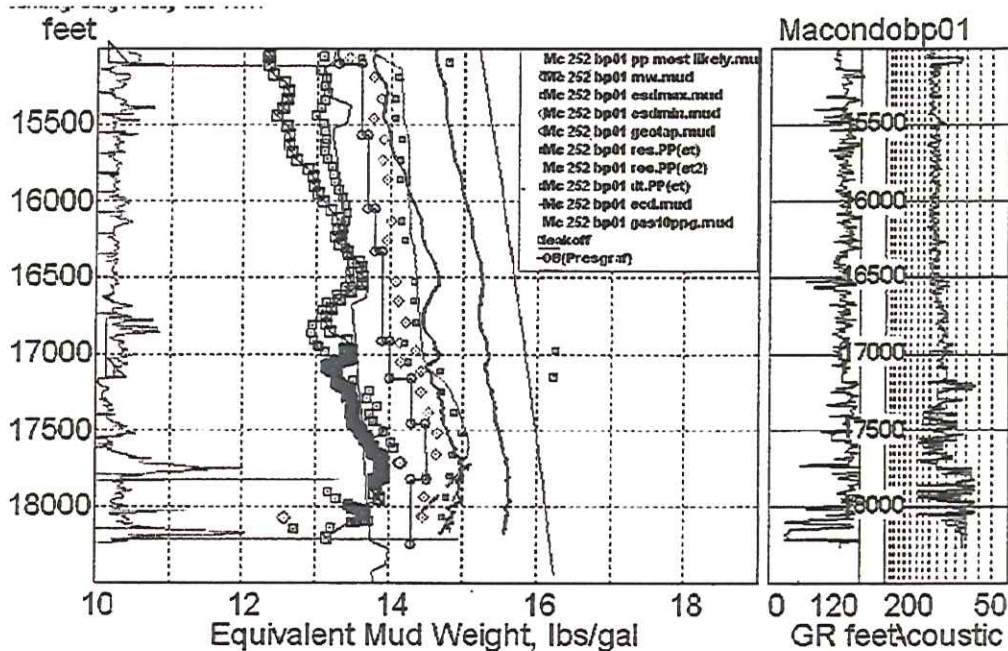 feet
Macondobp01
Mc 252 bp01 pp most likely.mu
Mc 252 bp01 mw.mud
Mc 252 bp01 esdmax.mud
Mc 252 bp01 esdmin.mud
Mc 252 bp01 geotap.mud
Mc 252 bp01 res.PP(et)
Mc 252 bp01 res.PP(et2)
Mc 252 bp01 dt.PP(et)
Mc 252 bp01 ecd.mud
Mc 252 bp01 gas10ppg.mud
leakoff
OB(Presgraf)
15500
16000
16500
17000
17500
18000
15500
16000
16500
17000
17500
18000
10 12 14 16 18
0 120 200 50
Equivalent Mud Weight, lbs/gal
GR feet Acoustic